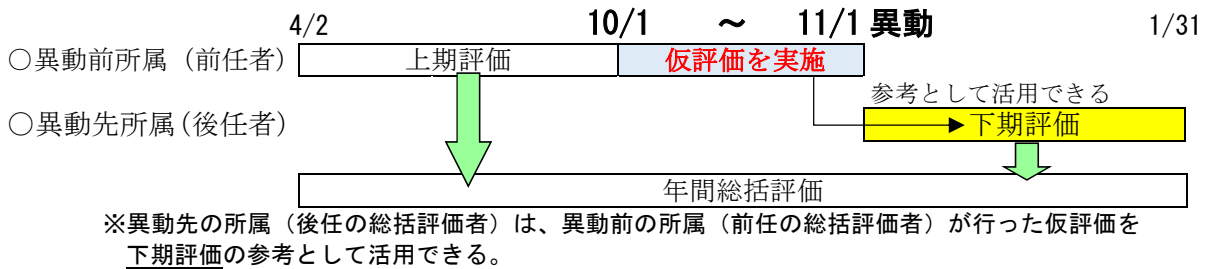 4/2 10/1 ～ 11/1 異動 1/31
○異動前所属（前任者） 上期評価 仮評価を実施
参考として活用できる
○異動先所属（後任者） 下期評価
年間総括評価
※異動先の所属（後任の総括評価者）は、異動前の所属（前任の総括評価者）が行った仮評価を
下期評価の参考として活用できる。